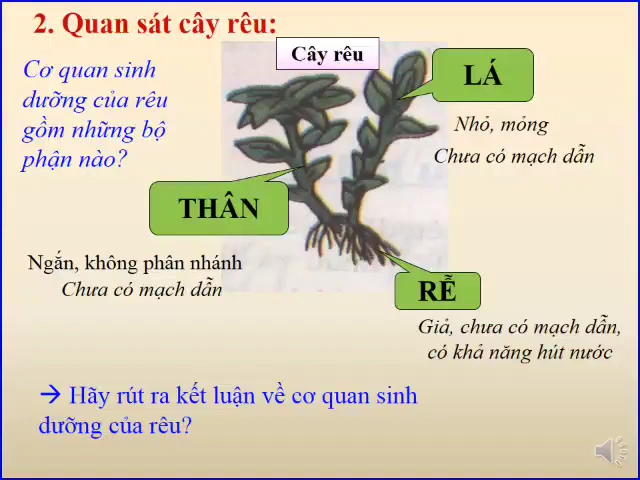 2. Quan sát cây rêu:
Cơ quan sinh
dưỡng của rêu
gồm những bộ
phận nào?
Cây rêu
LÁ
Nhỏ, mỏng
Chưa có mạch dẫn
THÂN
Ngắn, không phân nhánh
Chưa có mạch dẫn
RỄ
Giả, chưa có mạch dẫn,
có khả năng hút nước
→ Hãy rút ra kết luận về cơ quan sinh
dưỡng của rêu?